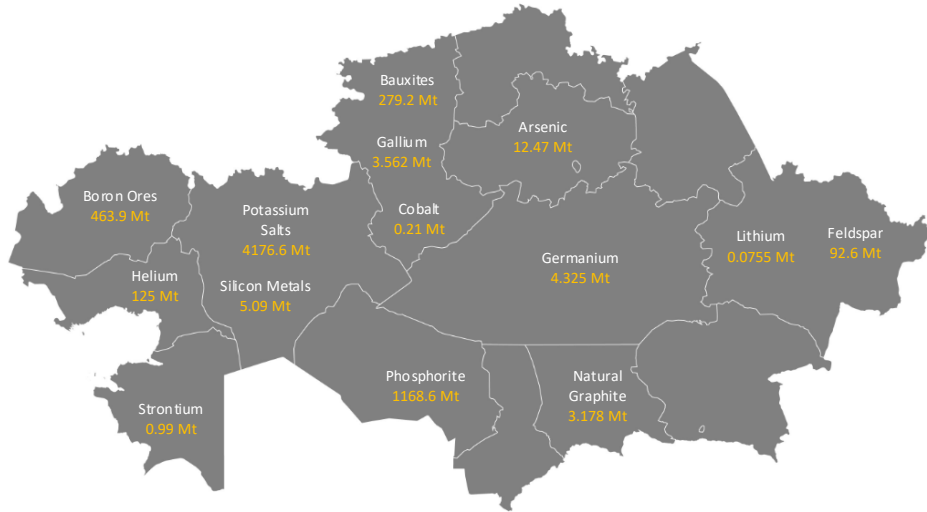 Bauxites
279.2 Mt
Gallium
3.562 Mt
Arsenic
12.47 Mt
Boron Ores
463.9 Mt
Potassium
Salts
4176.6 Mt
Cobalt
0.21 Mt
Germanium
4.325 Mt
Lithium
0.0755 Mt
Feldspar
92.6 Mt
Helium
125 Mt
Silicon Metals
5.09 Mt
Phosphorite
1168.6 Mt
Natural
Graphite
3.178 Mt
Strontium
0.99 Mt